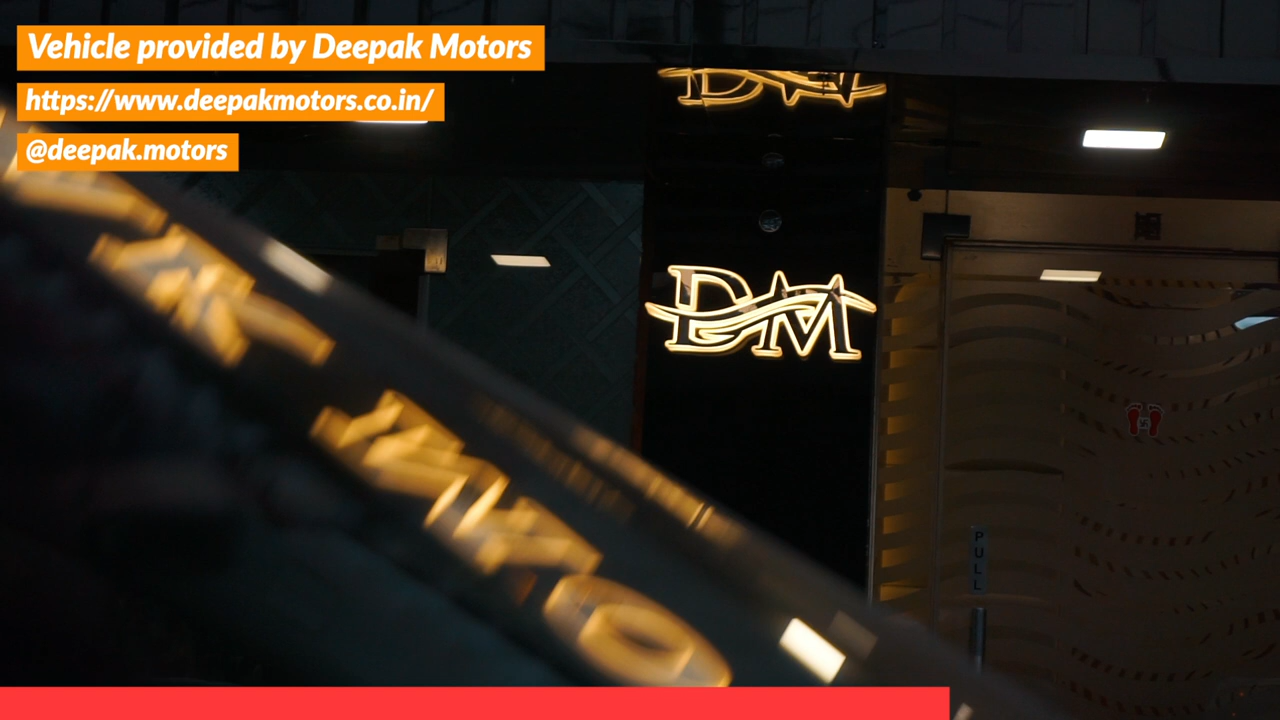 Vehicle provided by Deepak Motors
https://www.deepakmotors.co.in/
@deepak.motors
DM
DM
PULL